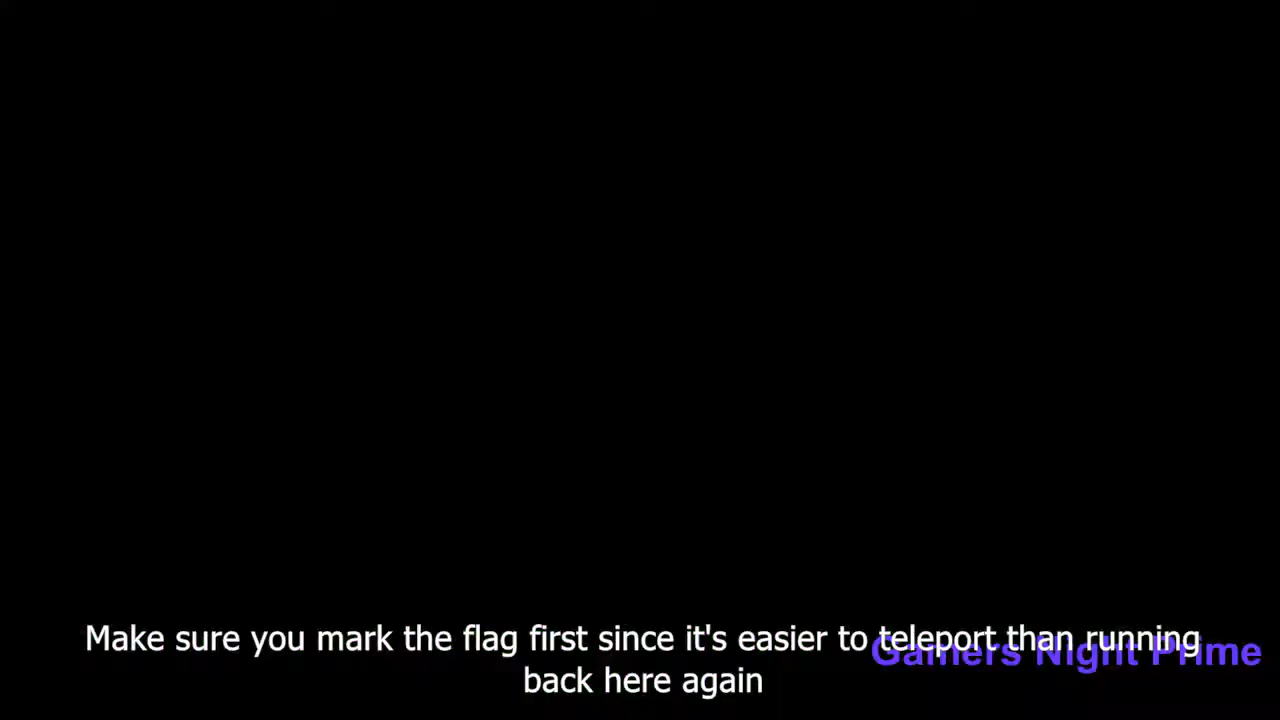 Make sure you mark the flag first since it's easier to teleport than running
back here again
Gamers Night Prime